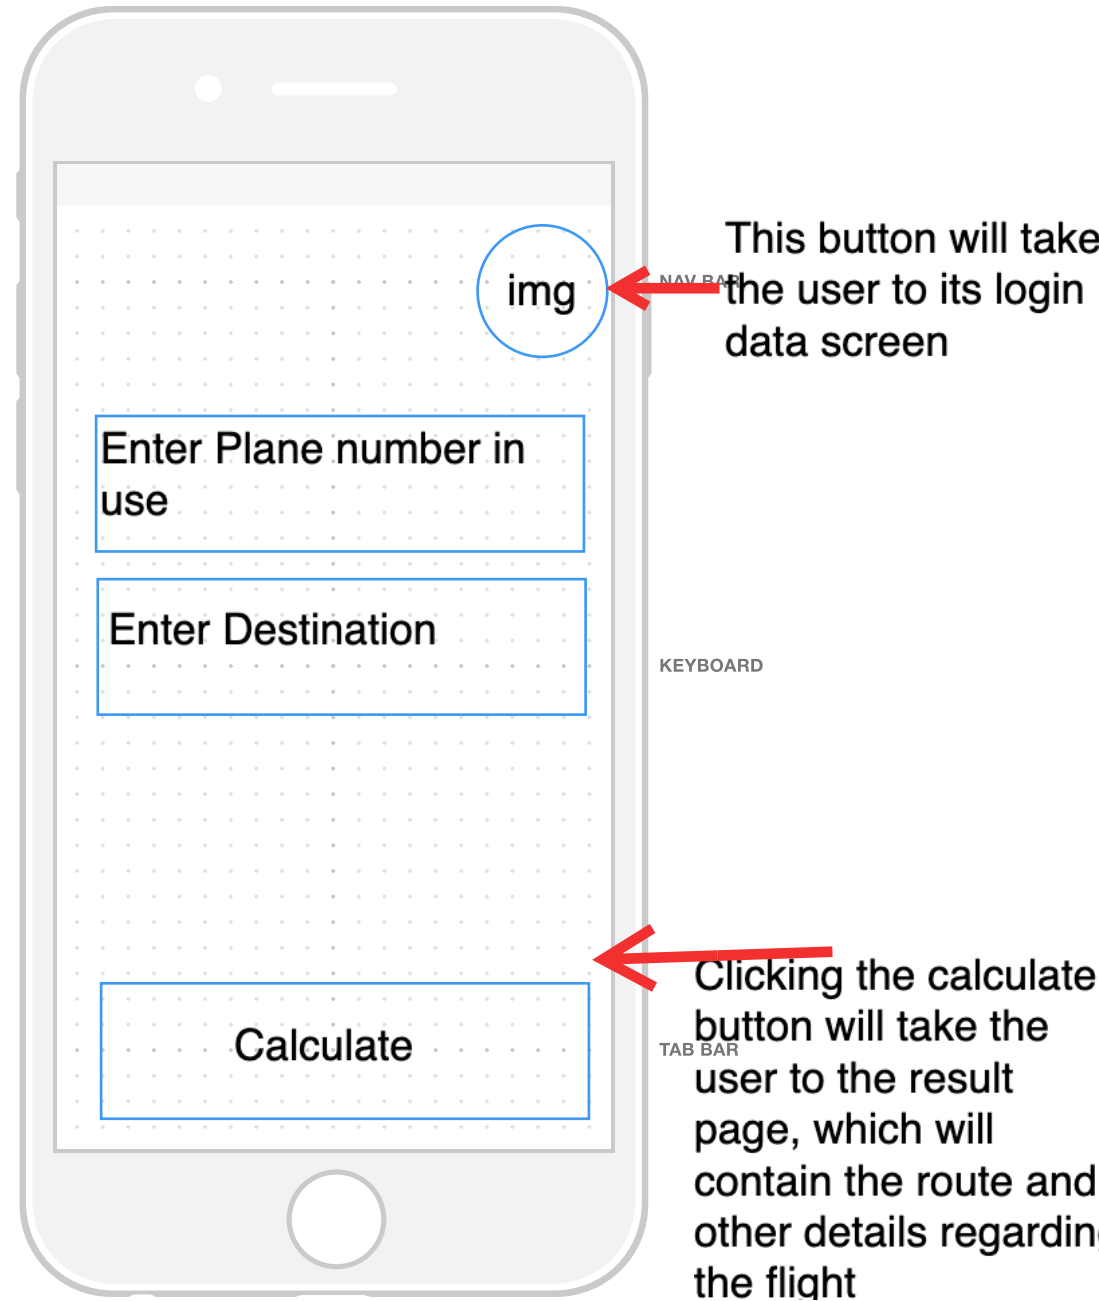 This button will take
img
NAV BAR
the user to its login
data screen
Enter Plane number in
use
Enter Destination
KEYBOARD
Clicking the calculate
button will take the
Calculate
TAB BAR
user to the result
page, which will
contain the route and
other details regarding
the flight